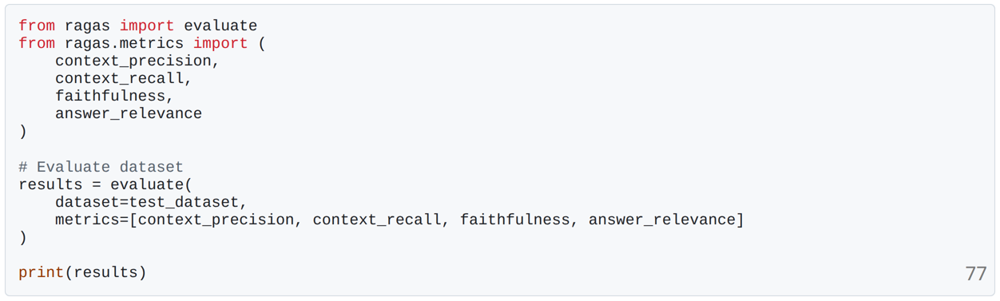 from ragas import evaluate
from ragas.metrics import (
    context_precision,
    context_recall,
    faithfulness,
    answer_relevance
)

# Evaluate dataset
results = evaluate(
    dataset=test_dataset,
    metrics=[context_precision, context_recall, faithfulness, answer_relevance]
)

print(results)
77